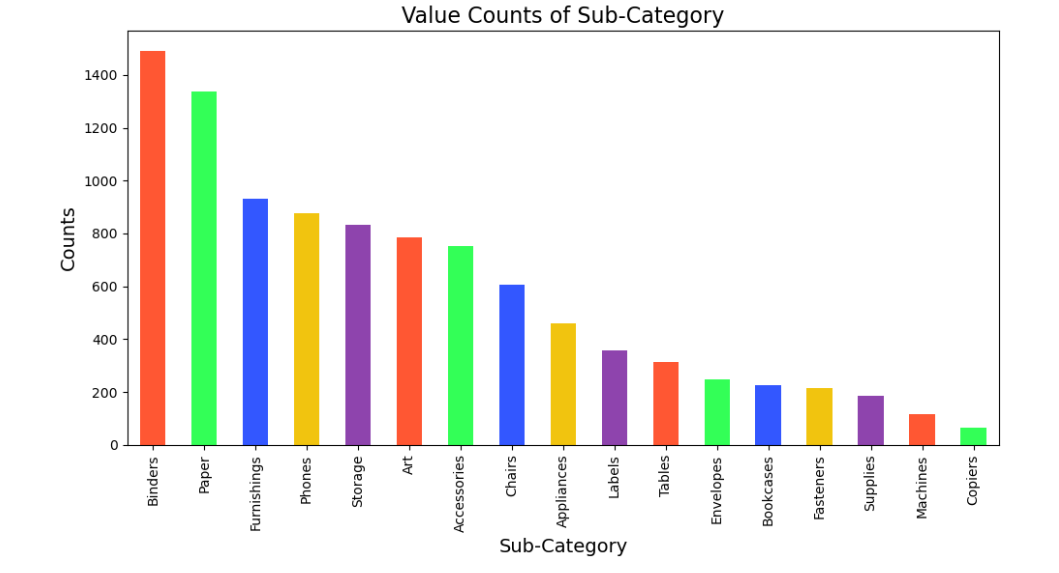 Value Counts of Sub-Category
Counts
1400
1200
1000
800
600
400
200
0
Binders
Paper
Furnishings
Phones
Storage
Art
Accessories
Chairs
Appliances
Labels
Tables
Envelopes
Bookcases
Fasteners
Supplies
Machines
Copiers
Sub-Category